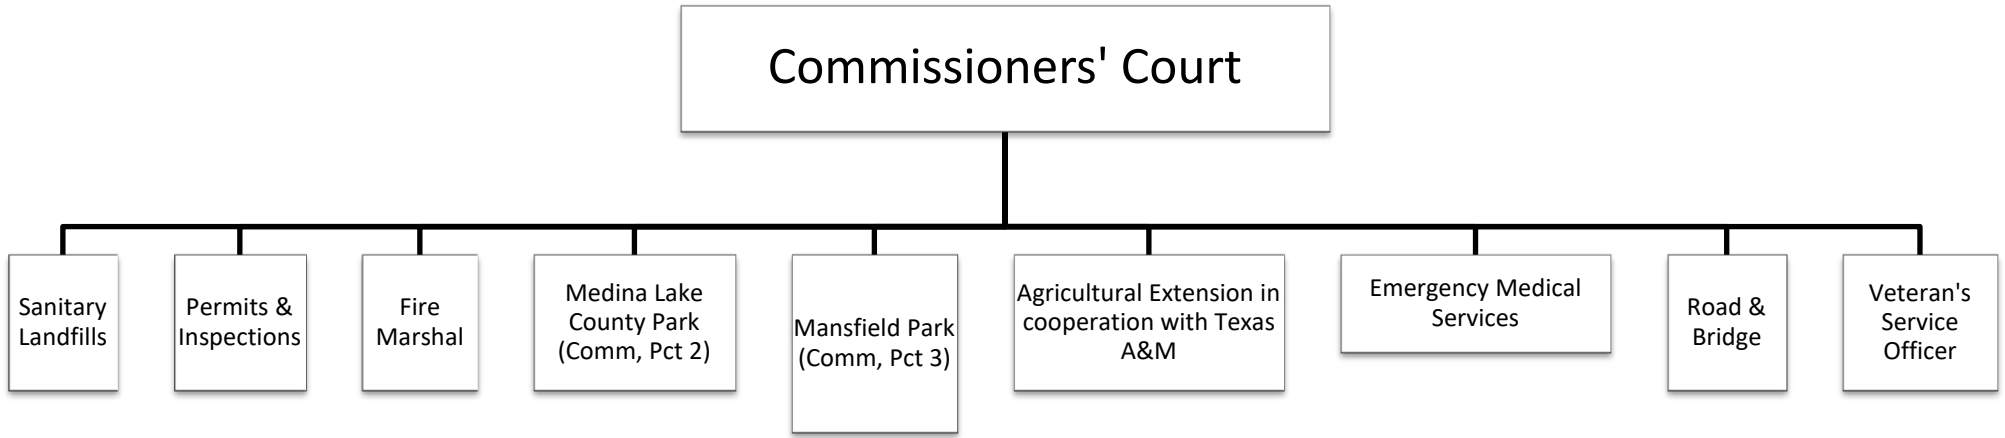 Commissioners' Court
Sanitary
Landfills
Permits &
Inspections
Fire
Marshal
Medina Lake
County Park
(Comm, Pct 2)
Mansfield Park
(Comm, Pct 3)
Agricultural Extension in
cooperation with Texas
A&M
Emergency Medical
Services
Road &
Bridge
Veteran's
Service
Officer